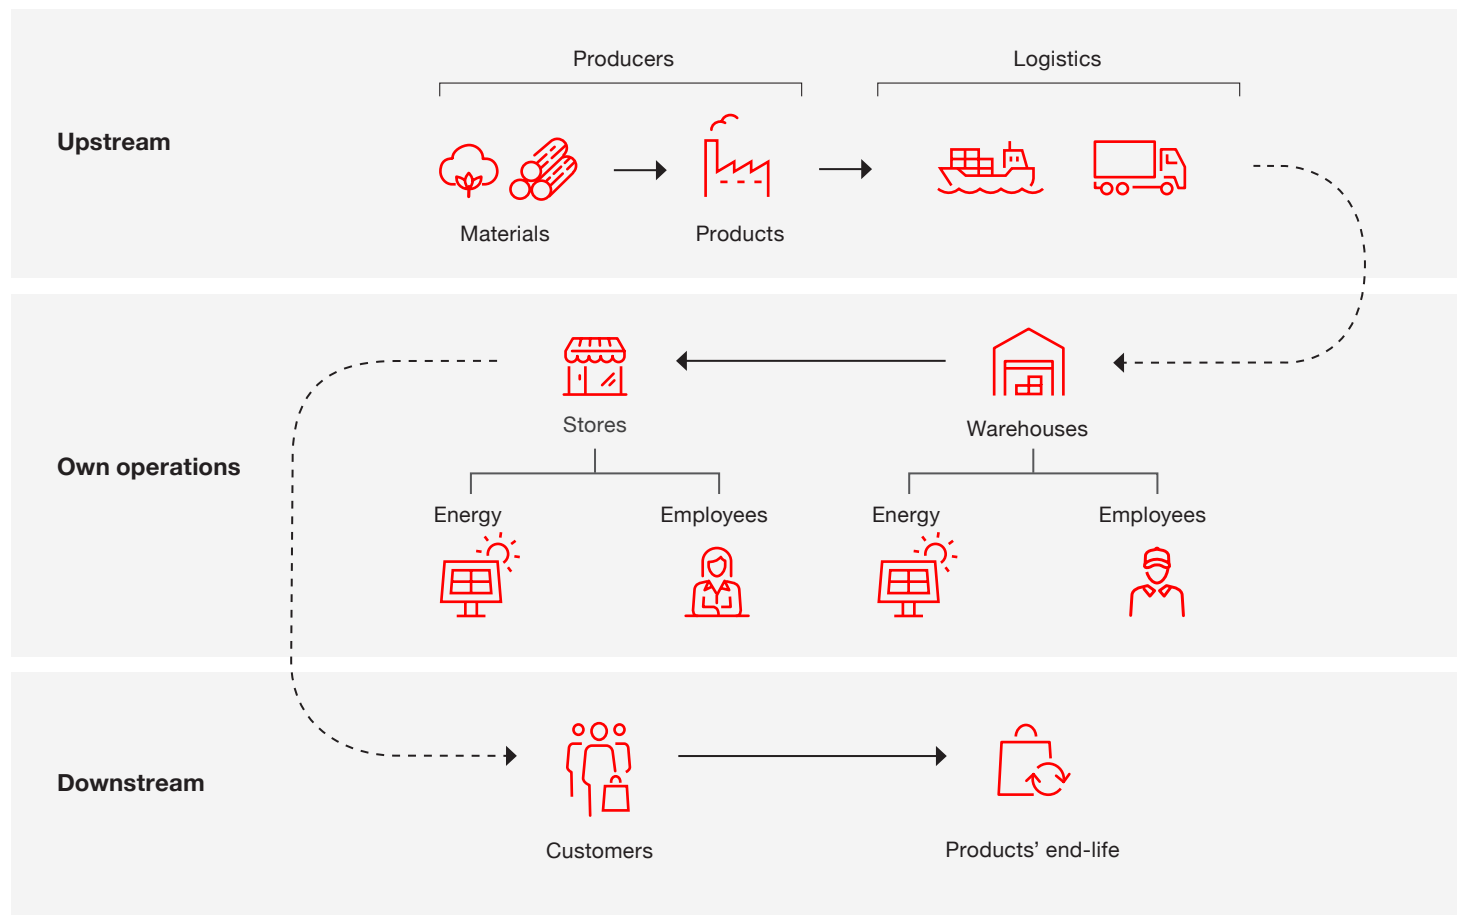 Producers
Logistics
Upstream
Materials
Products
Stores
Warehouses
Own operations
Energy
Employees
Energy
Employees
Downstream
Customers
Products’ end-life